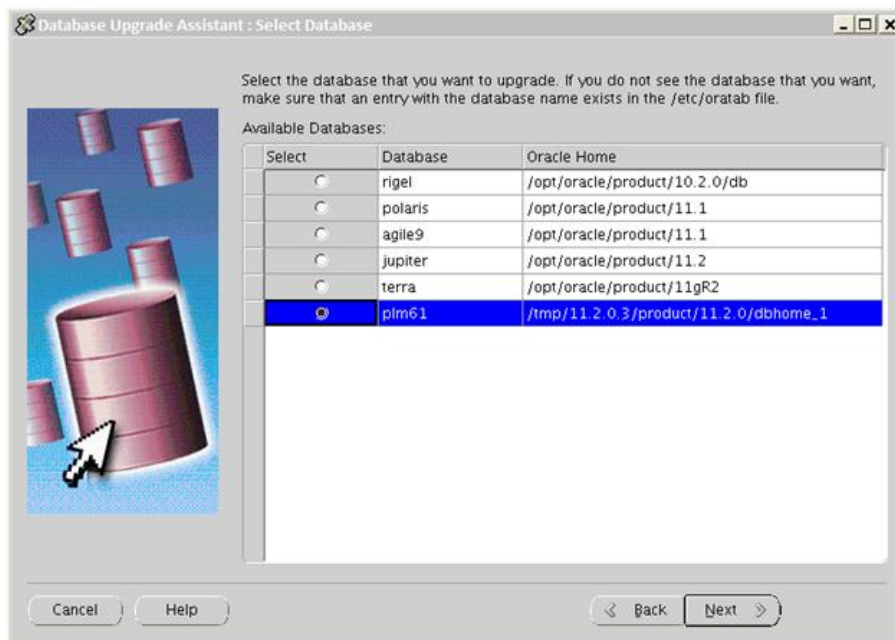 Database Upgrade Assistant : Select Database
Select the database that you want to upgrade. If you do not see the database that you want,
make sure that an entry with the database name exists in the /etc/oratab file.
Available Databases:
Select Database Oracle Home
rigel /opt/oracle/product/10.2.0/db
polaris /opt/oracle/product/11.1
agile9 /opt/oracle/product/11.1
jupiter /opt/oracle/product/11.2
terra /opt/oracle/product/11gR2
plm61 /tmp/11.2.0.3/product/11.2.0/dbhome_1
Cancel Help Back Next